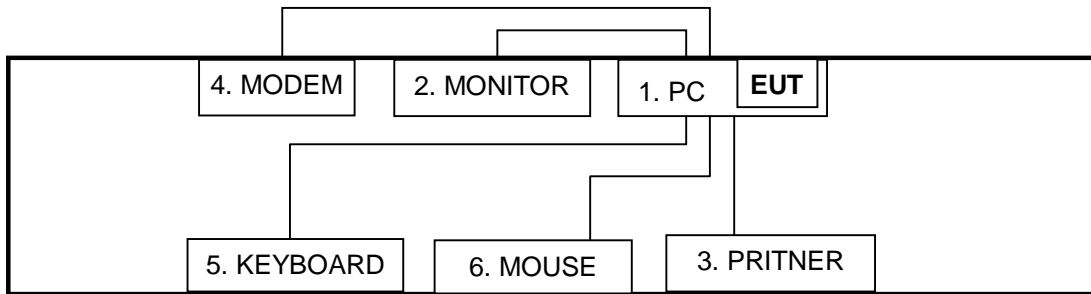 4. MODEM
2. MONITOR
1. PC
EUT
5. KEYBOARD
6. MOUSE
3. PRITNER